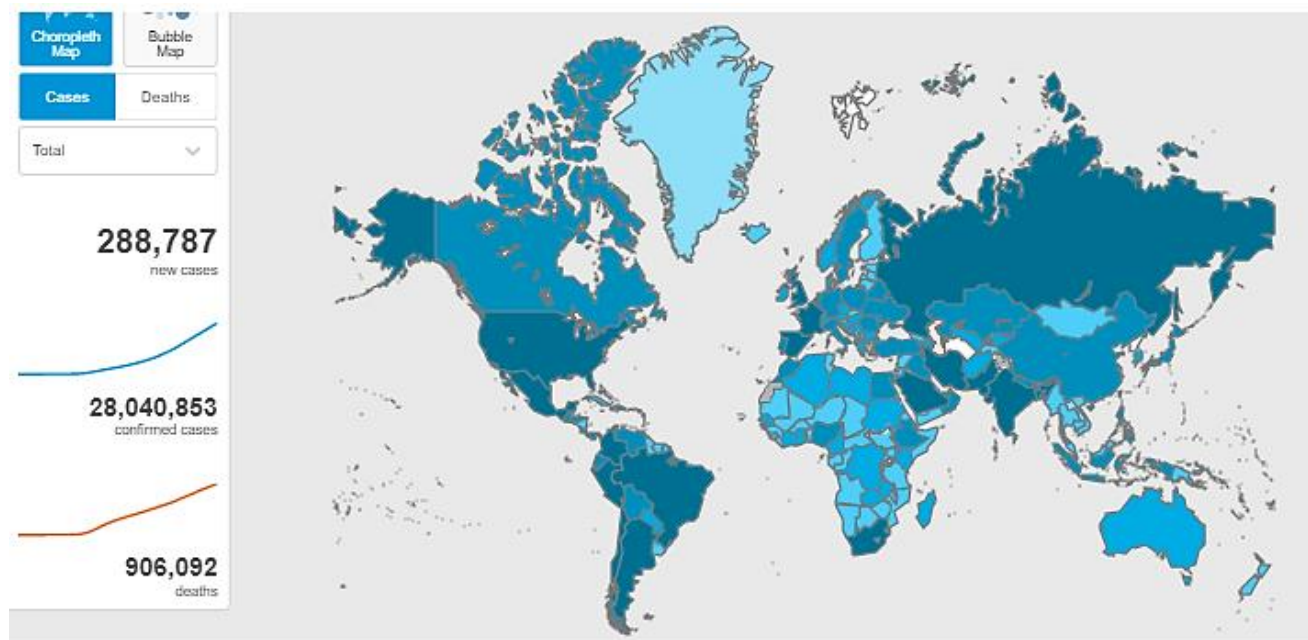 Choropleth
Map
Bubble
Map
Cases
Deaths
Total
288,787
new cases
28,040,853
confirmed cases
906,092
deaths